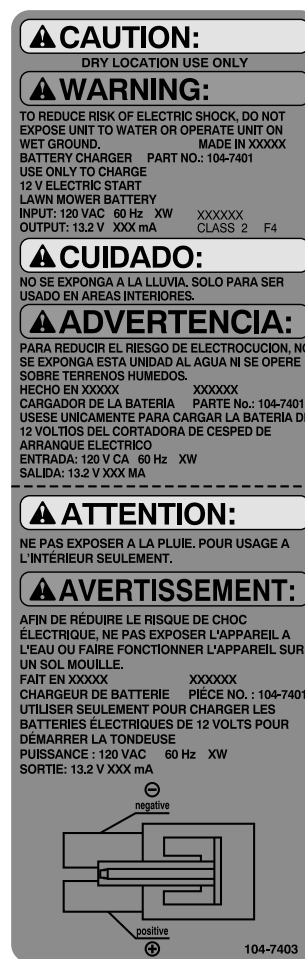 CAUTION:
DRY LOCATION USE ONLY
WARNING:
TO REDUCE RISK OF ELECTRIC SHOCK, DO NOT
EXPOSE UNIT TO WATER OR OPERATE UNIT ON
WET GROUND. MADE IN XXXXX
BATTERY CHARGER PART NO.: 104-7401
USE ONLY TO CHARGE
12 V ELECTRIC START
LAWN MOWER BATTERY
INPUT: 120 VAC 60 Hz XW XXXXXX
OUTPUT: 13.2 V XXX mA CLASS 2 F4
CUIDADO:
NO SE EXPONGA A LA LLUVIA. SOLO PARA SER
USADO EN AREAS INTERIORES.
ADVERTENCIA:
PARA REDUCIR EL RIESGO DE ELECTROCUCION, NO
SE EXPONGA ESTA UNIDAD AL AGUA NI SE OPERE
SOBRE TERRENOS HUMEDOS.
HECHO EN XXXXX XXXXXX
CARGADOR DE LA BATERÍA PARTE No.: 104-7401
USESE UNICAMENTE PARA CARGAR LA BATERIA DE
12 VOLTIOS DEL CORTADORA DE CESPED DE
ARRANQUE ELECTRICO
ENTRADA: 120 V CA 60 Hz XW
SALIDA: 13.2 V XXX MA
ATTENTION:
NE PAS EXPOSER A LA PLUIE. POUR USAGE A
L'INTÉRIEUR SEULEMENT.
AVERTISSEMENT:
AFIN DE RÉDUIRE LE RISQUE DE CHOC
ÉLECTRIQUE, NE PAS EXPOSER L'APPAREIL A
L'EAU OU FAIRE FONCTIONNER L'APPAREIL SUR
UN SOL MOUILLE.
FAIT EN XXXXX XXXXXX
CHARGEUR DE BATTERIE PIÉCE NO. : 104-7401
UTILISER SEULEMENT POUR CHARGER LES
BATTERIES ÉLECTRIQUES DE 12 VOLTS POUR
DÉMARRER LA TONDEUSE
PUISSANCE : 120 VAC 60 Hz XW
SORTIE: 13.2 V XXX mA
negative
positive
104-7403